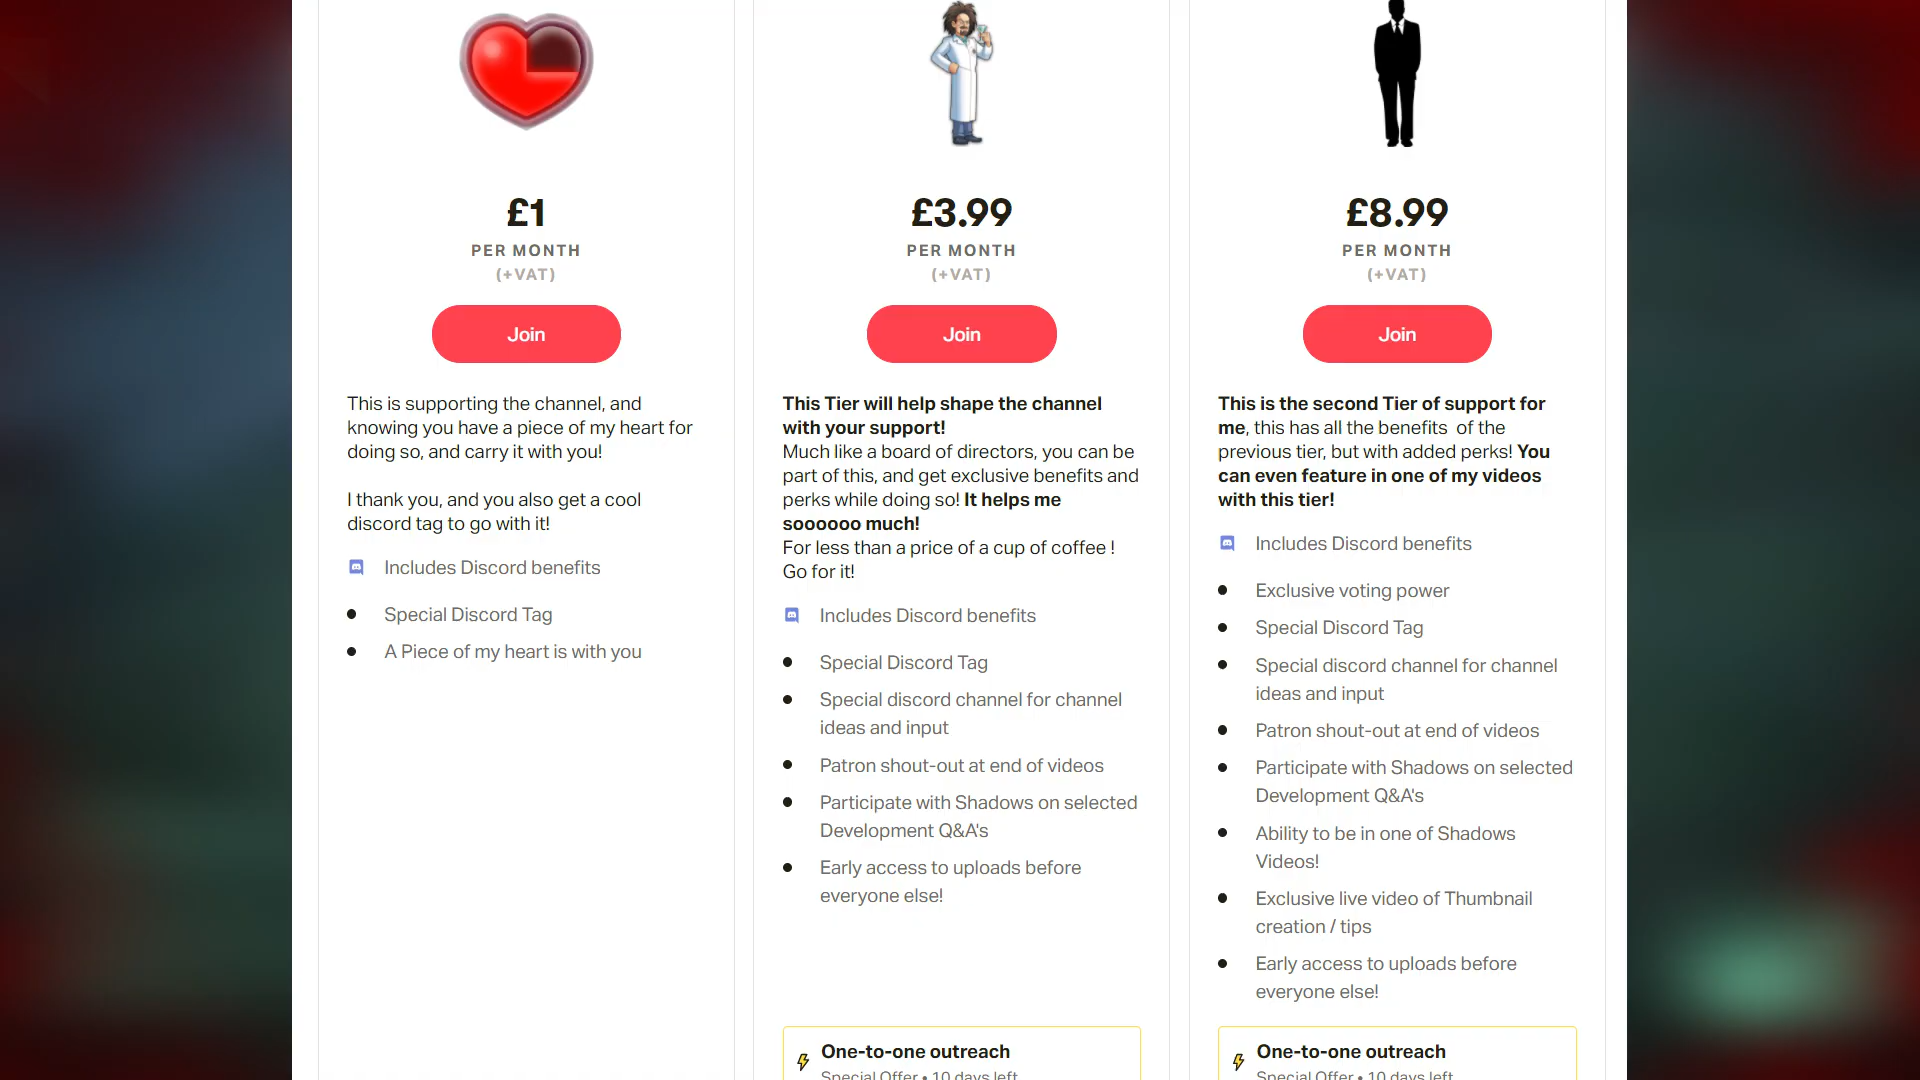 £1
PER MONTH
(+VAT)
Join
This is supporting the channel, and
knowing you have a piece of my heart for
doing so, and carry it with you!
I thank you, and you also get a cool
discord tag to go with it!
Includes Discord benefits
Special Discord Tag
A Piece of my heart is with you
£3.99
PER MONTH
(+VAT)
Join
This Tier will help shape the channel
with your support!
Much like a board of directors, you can be
part of this, and get exclusive benefits and
perks while doing so! It helps me
soooooo much!
For less than a price of a cup of coffee !
Go for it!
Includes Discord benefits
Special Discord Tag
Special discord channel for channel
ideas and input
Patron shout-out at end of videos
Participate with Shadows on selected
Development Q&A's
Early access to uploads before
everyone else!
One-to-one outreach
Special Offer • 10 days left
£8.99
PER MONTH
(+VAT)
Join
This is the second Tier of support for
me, this has all the benefits of the
previous tier, but with added perks! You
can even feature in one of my videos
with this tier!
Includes Discord benefits
Exclusive voting power
Special Discord Tag
Special discord channel for channel
ideas and input
Patron shout-out at end of videos
Participate with Shadows on selected
Development Q&A's
Ability to be in one of Shadows
Videos!
Exclusive live video of Thumbnail
creation / tips
Early access to uploads before
everyone else!
One-to-one outreach
Special Offer • 10 days left